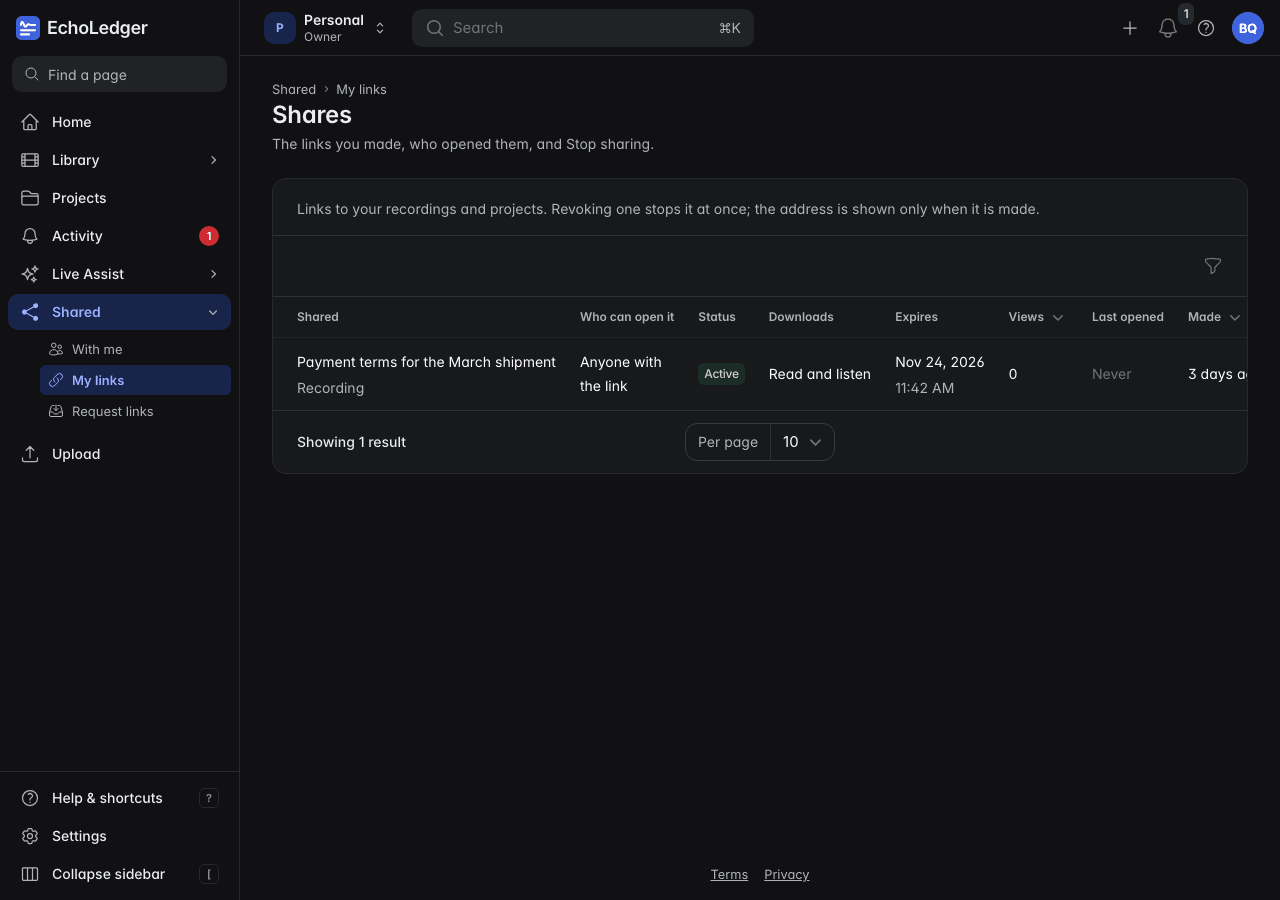 EchoLedger
Find a page
Home
Library
Projects
Activity 1
Live Assist
Shared
With me
My links
Request links
Upload
Help & shortcuts ?
Settings
Collapse sidebar [
P
Personal
Owner
Search ⌘K
1
BQ
Shared › My links
Shares
The links you made, who opened them, and Stop sharing.
Links to your recordings and projects. Revoking one stops it at once; the address is shown only when it is made.
Shared Who can open it Status Downloads Expires Views Last opened Made
Payment terms for the March shipment
Recording
Anyone with
the link
Active
Read and listen
Nov 24, 2026
11:42 AM
0
Never
3 days
Showing 1 result
Per page 10
Terms Privacy